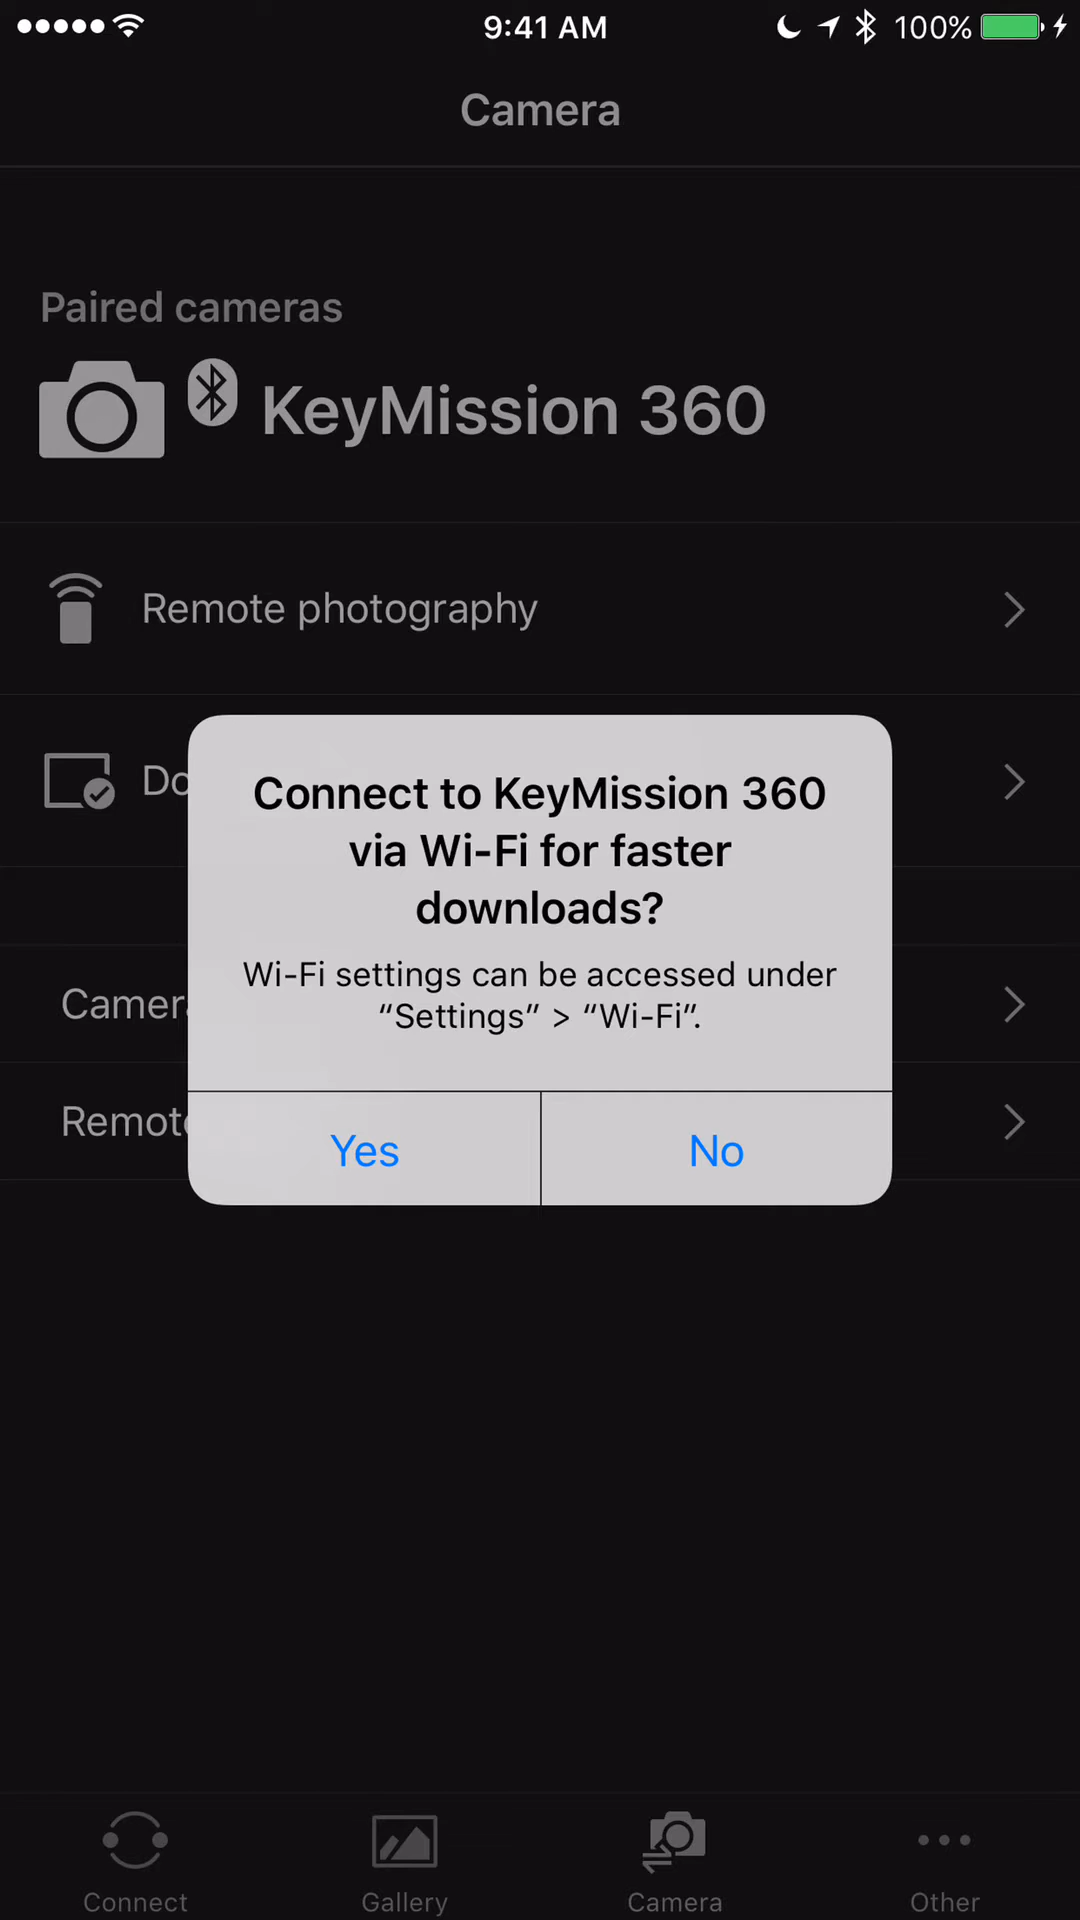 9:41 AM
100%
Camera
Paired cameras
KeyMission 360
Remote photography
Do
Connect to KeyMission 360
via Wi-Fi for faster
downloads?
Wi-Fi settings can be accessed under
“Settings” > “Wi-Fi”.
Camer
Remot
Yes
No
Connect
Gallery
Camera
Other